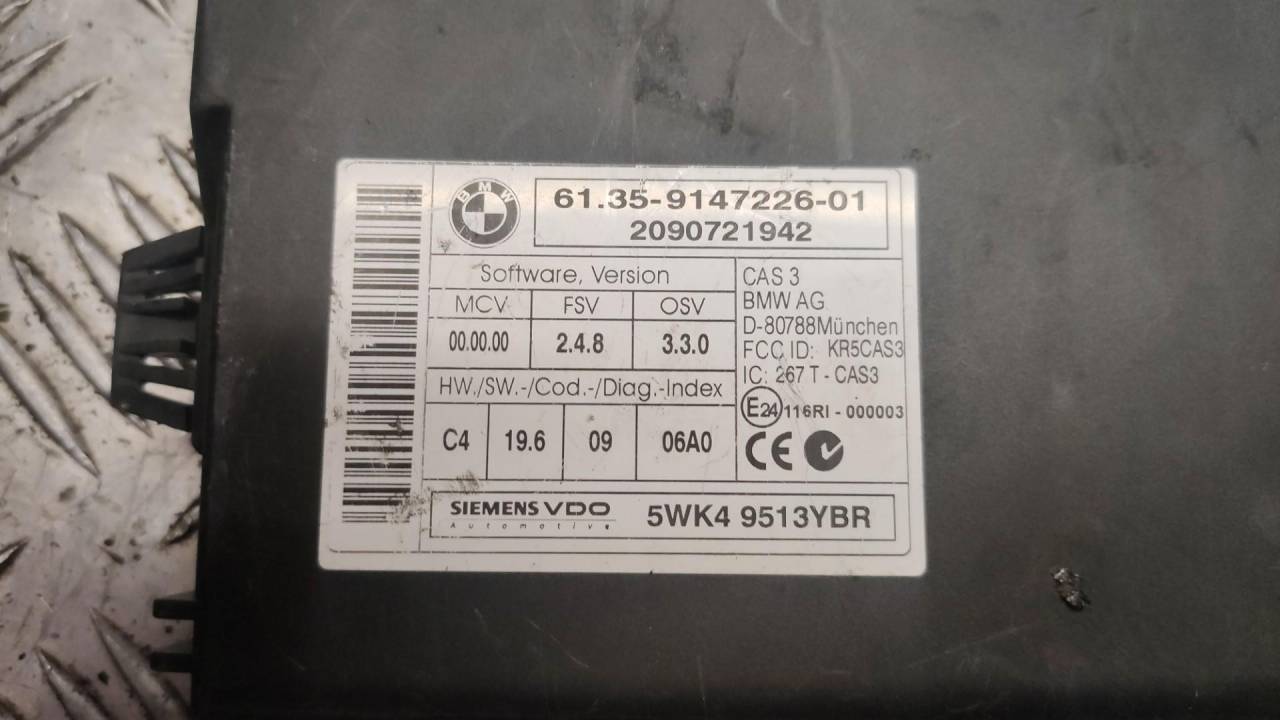 BMW
61.35-9147226-01
2090721942
Software, Version
MCV FSV OSV
00.00.00 2.4.8 3.3.0
HW./SW.-/Cod.-/Diag.-Index
C4 19.6 09 06A0
CAS 3
BMW AG
D-80788München
FCC ID: KR5CAS3
IC: 267 T - CAS3
E24 116RI - 000003
CE
SIEMENS VDO
Automotive
5WK4 9513YBR